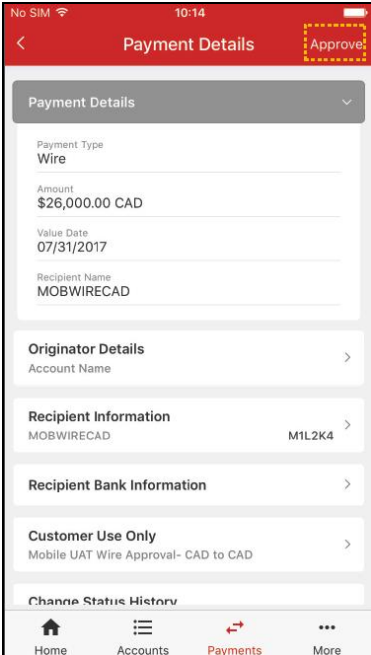 No SIM 10:14
Payment Details Approve
Payment Details
Payment Type
Wire
Amount
$26,000.00 CAD
Value Date
07/31/2017
Recipient Name
MOBWIRECAD
Originator Details
Account Name
Recipient Information
MOBWIRECAD M1L2K4
Recipient Bank Information
Customer Use Only
Mobile UAT Wire Approval- CAD to CAD
Change Status History
Home Accounts Payments More